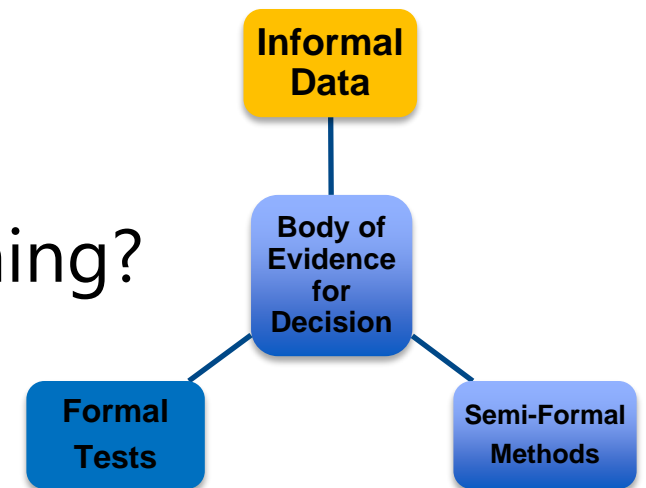 Informal
Data
Body of
Evidence
for
Decision
ning?
Formal
Tests
Semi-Formal
Methods